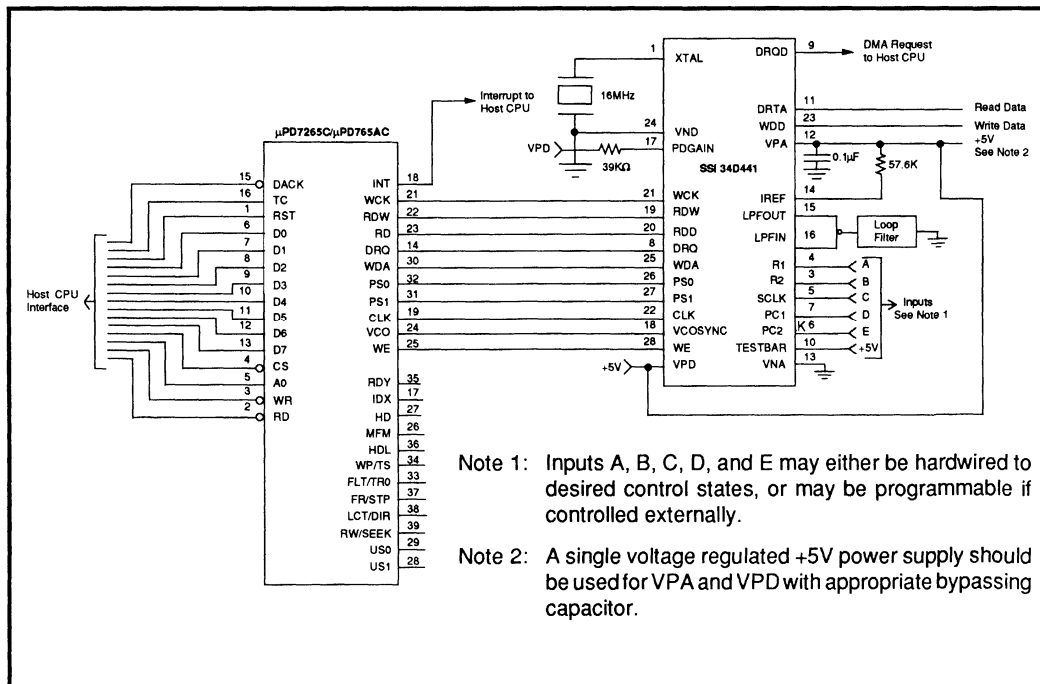 1
XTAL
DRQD
9
DMA Request
to Host CPU
Interrupt to
Host CPU
16MHz
DRTA
11
Read Data
WDD
23
Write Data
µPD7265C/µPD765AC
24
VND
VPA
12
+5V
See Note 2
VPD
17
PDGAIN
39KΩ
0.1µF
57.6K
SSI 34D441
15
DACK
INT
18
IREF
14
16
TC
WCK
21
21
WCK
LPFOUT
15
1
RST
RDW
22
19
RDW
6
D0
RD
23
20
RDD
LPFIN
16
Loop
Filter
7
D1
DRQ
14
8
DRQ
8
D2
WDA
30
25
WDA
R1
4
A
9
D3
PS0
32
26
PS0
R2
3
B
Host CPU
Interface
10
D4
PS1
31
27
PS1
SCLK
5
C
Inputs
See Note 1
11
D5
CLK
19
22
CLK
PC1
7
D
12
D6
VCO
24
18
VCOSYNC
PC2
K
6
E
13
D7
WE
25
28
WE
TESTBAR
10
+5V
4
CS
+5V
VPD
VNA
13
5
A0
RDY
35
3
WR
IDX
17
2
RD
HD
27
MFM
26
HDL
36
WP/TS
34
FLT/TR0
33
FR/STP
37
LCT/DIR
38
RW/SEEK
39
US0
29
US1
28
Note 1: Inputs A, B, C, D, and E may either be hardwired to
desired control states, or may be programmable if
controlled externally.
Note 2: A single voltage regulated +5V power supply should
be used for VPA and VPD with appropriate bypassing
capacitor.